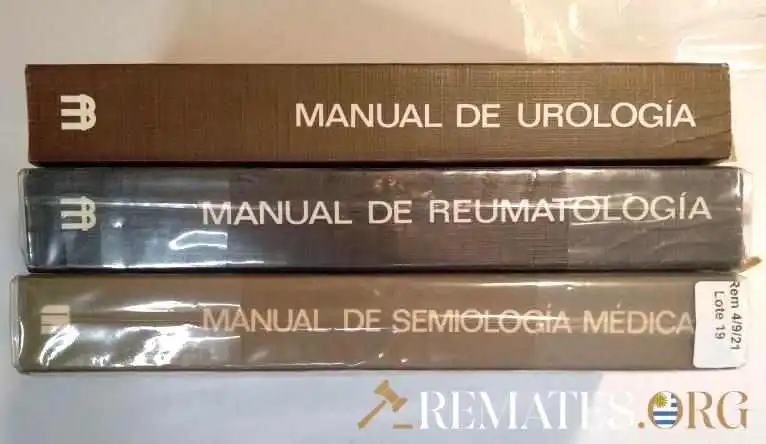 MANUAL DE UROLOGÍA
MANUAL DE REUMATOLOGÍA
MANUAL DE SEMIOLOGÍA MÉDICA
Rem 4/9/21
Lote 19
REMATES.ORG